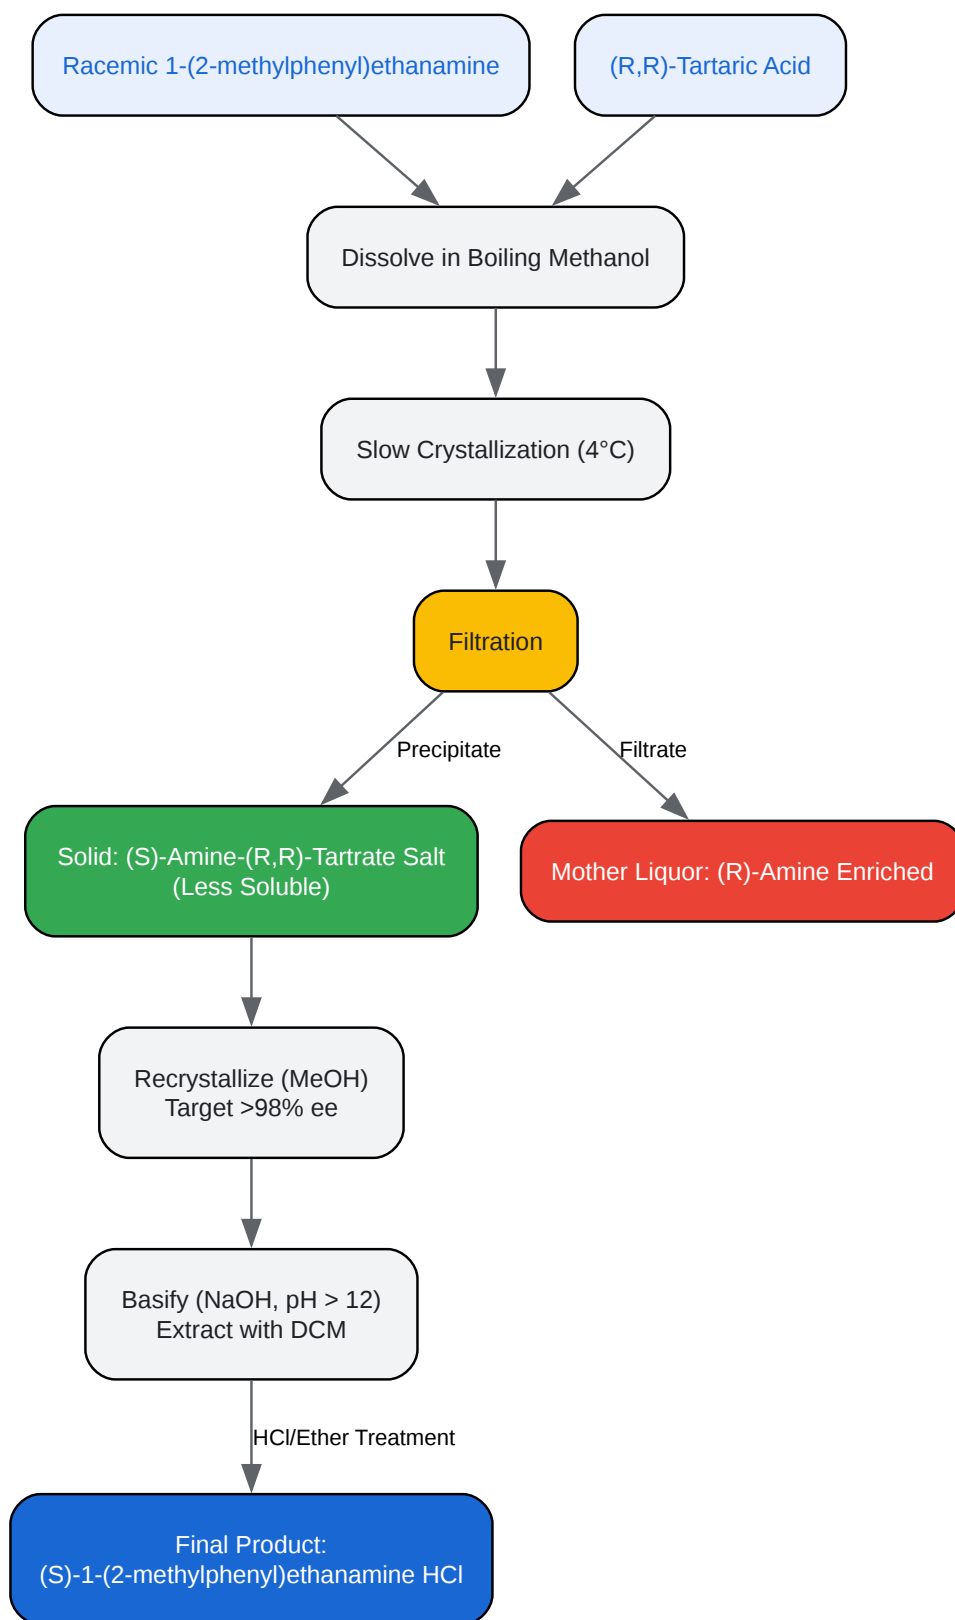 Racemic 1-(2-methylphenyl)ethanamine
(R,R)-Tartaric Acid
Dissolve in Boiling Methanol
Slow Crystallization (4°C)
Filtration
Precipitate
Filtrate
Solid: (S)-Amine-(R,R)-Tartrate Salt
(Less Soluble)
Mother Liquor: (R)-Amine Enriched
Recrystallize (MeOH)
Target >98% ee
Basify (NaOH, pH > 12)
Extract with DCM
HCl/Ether Treatment
Final Product:
(S)-1-(2-methylphenyl)ethanamine HCl